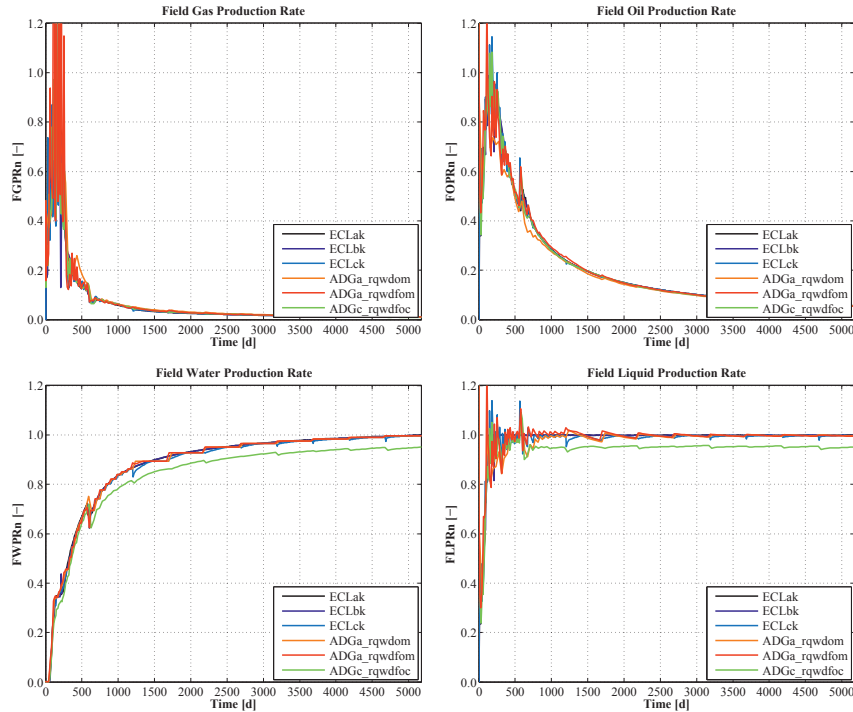 Field Gas Production Rate
FGPRn [−]
1.2
1.0
0.8
0.6
0.4
0.2
0.0
0 500 1000 1500 2000 2500 3000 3500 4000 4500 5000
Time [d]
ECLak
ECLbk
ECLck
ADGa_rqwdom
ADGa_rqwdfom
ADGc_rqwdfoc
Field Oil Production Rate
FOPRn [−]
1.2
1.0
0.8
0.6
0.4
0.2
0.0
0 500 1000 1500 2000 2500 3000 3500 4000 4500 5000
Time [d]
ECLak
ECLbk
ECLck
ADGa_rqwdom
ADGa_rqwdfom
ADGc_rqwdfoc
Field Water Production Rate
FWPRn [−]
1.2
1.0
0.8
0.6
0.4
0.2
0.0
0 500 1000 1500 2000 2500 3000 3500 4000 4500 5000
Time [d]
ECLak
ECLbk
ECLck
ADGa_rqwdom
ADGa_rqwdfom
ADGc_rqwdfoc
Field Liquid Production Rate
FLPRn [−]
1.2
1.0
0.8
0.6
0.4
0.2
0.0
0 500 1000 1500 2000 2500 3000 3500 4000 4500 5000
Time [d]
ECLak
ECLbk
ECLck
ADGa_rqwdom
ADGa_rqwdfom
ADGc_rqwdfoc